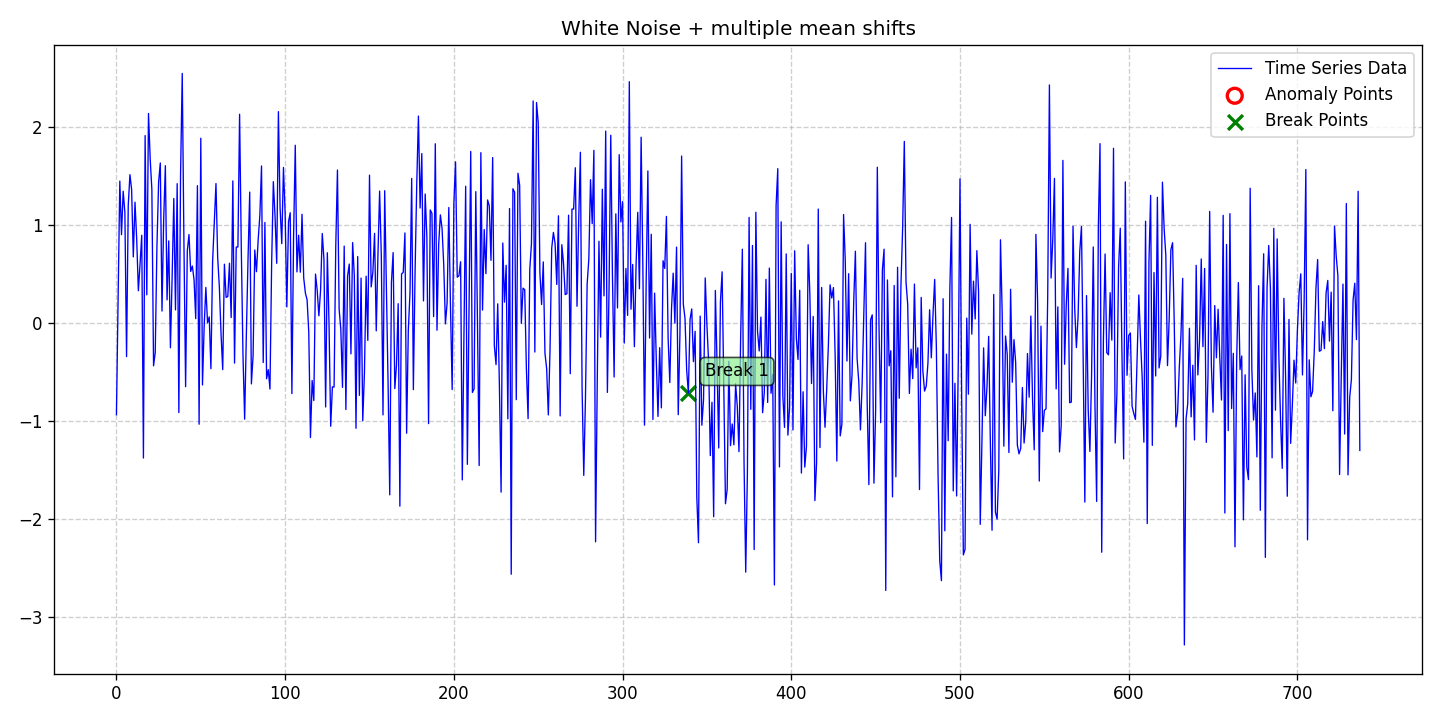 White Noise + multiple mean shifts
Time Series Data
Anomaly Points
Break Points
Break 1
2
1
0
−1
−2
−3
0 100 200 300 400 500 600 700